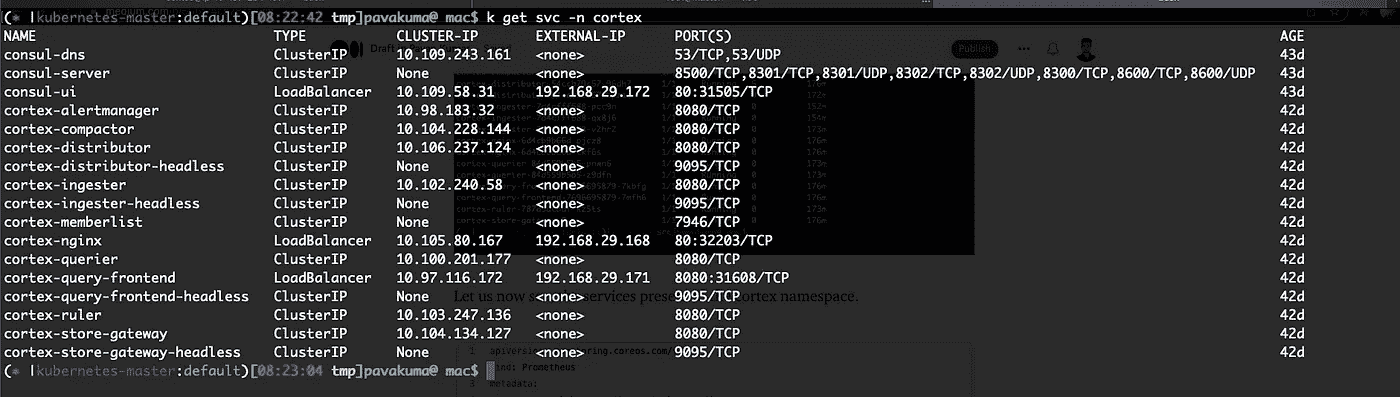 (* |kubernetes-master:default)[08:22:42 tmp]pavakuma@ mac$ k get svc -n cortex
NAME TYPE CLUSTER-IP EXTERNAL-IP PORT(S) AGE
consul-dns ClusterIP 10.109.243.161 <none> 53/TCP,53/UDP 43d
consul-server ClusterIP None <none> 8500/TCP,8301/TCP,8301/UDP,8302/TCP,8302/UDP,8300/TCP,8600/TCP,8600/UDP 43d
consul-ui LoadBalancer 10.109.58.31 192.168.29.172 80:31505/TCP 43d
cortex-alertmanager ClusterIP 10.98.183.32 <none> 8080/TCP 42d
cortex-compactor ClusterIP 10.104.228.144 <none> 8080/TCP 42d
cortex-distributor ClusterIP 10.106.237.124 <none> 8080/TCP 42d
cortex-distributor-headless ClusterIP None <none> 9095/TCP 42d
cortex-ingester ClusterIP 10.102.240.58 <none> 8080/TCP 42d
cortex-ingester-headless ClusterIP None <none> 9095/TCP 42d
cortex-memberlist ClusterIP None <none> 7946/TCP 42d
cortex-nginx LoadBalancer 10.105.80.167 192.168.29.168 80:32203/TCP 42d
cortex-querier ClusterIP 10.100.201.177 <none> 8080/TCP 42d
cortex-query-frontend LoadBalancer 10.97.116.172 192.168.29.171 8080:31608/TCP 42d
cortex-query-frontend-headless ClusterIP None <none> 9095/TCP 42d
cortex-ruler ClusterIP 10.103.247.136 <none> 8080/TCP 42d
cortex-store-gateway ClusterIP 10.104.134.127 <none> 8080/TCP 42d
cortex-store-gateway-headless ClusterIP None <none> 9095/TCP 42d
(* |kubernetes-master:default)[08:23:04 tmp]pavakuma@ mac$
Publish
Let us now services cortex namespace.
Prometheus
metadata: